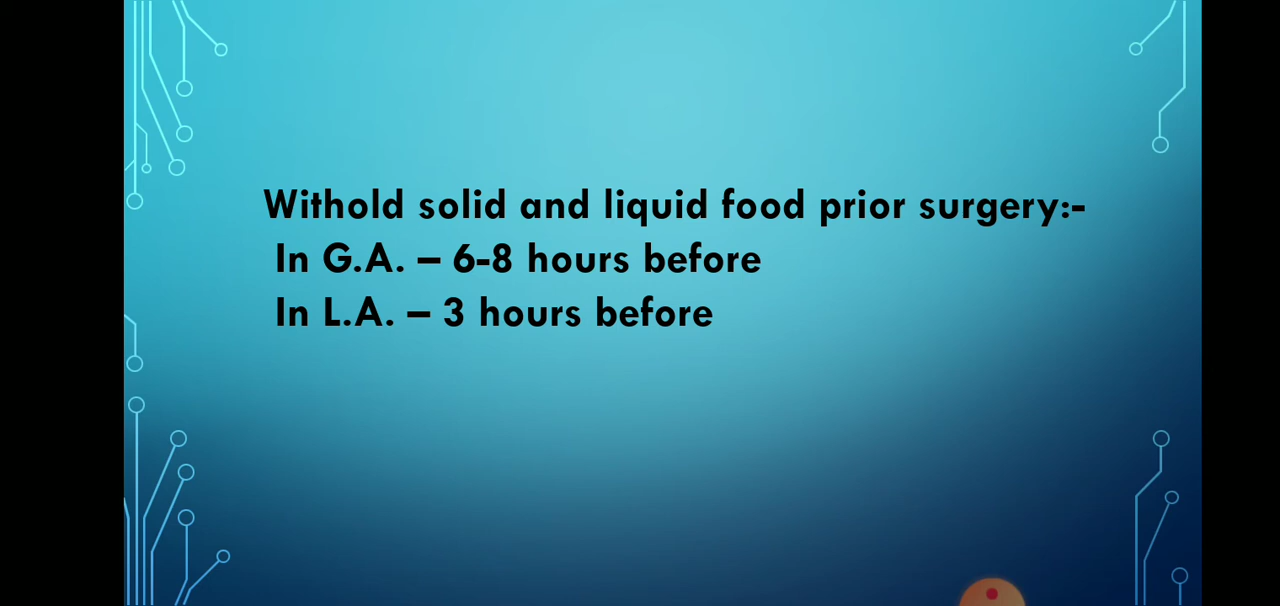 Withold solid and liquid food prior surgery:-
In G.A. – 6-8 hours before
In L.A. – 3 hours before